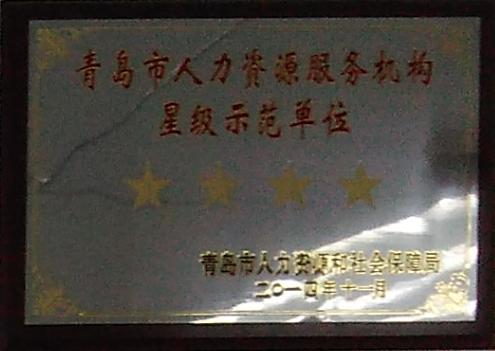 青岛市人力资源服务机构
星级示范单位
青岛市人力资源和社会保障局
二〇一四年十一月